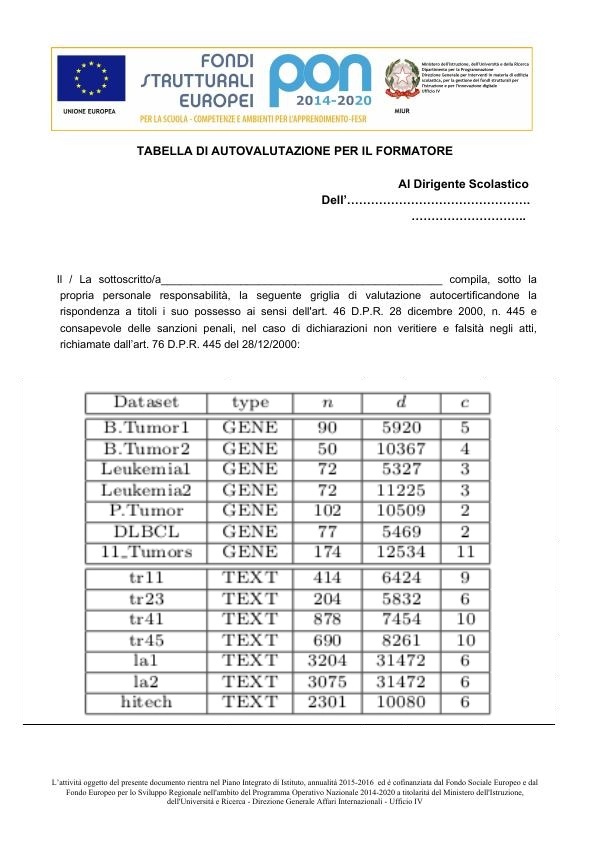 FONDI
STRUTTURALI
EUROPEI
pon
2014-2020
UNIONE EUROPEA
PER LA SCUOLA - COMPETENZE E AMBIENTI PER L'APPRENDIMENTO-FESR
Ministero dell'Istruzione, dell'Università e della Ricerca
Dipartimento per la Programmazione
Direzione Generale per interventi in materia di edilizia
scolastica, per la gestione dei fondi strutturali per
l'istruzione e per l'innovazione digitale
Ufficio IV
MIUR
TABELLA DI AUTOVALUTAZIONE PER IL FORMATORE
Al Dirigente Scolastico
Dell'……………………………………….
………………………..
Il / La sottoscritto/a_______________________________________________ compila, sotto la
propria personale responsabilità, la seguente griglia di valutazione autocertificandone la
rispondenza a titoli i suo possesso ai sensi dell'art. 46 D.P.R. 28 dicembre 2000, n. 445 e
consapevole delle sanzioni penali, nel caso di dichiarazioni non veritiere e falsità negli atti,
richiamate dall'art. 76 D.P.R. 445 del 28/12/2000:
Dataset type n d c
B.Tumor1 GENE 90 5920 5
B.Tumor2 GENE 50 10367 4
Leukemia1 GENE 72 5327 3
Leukemia2 GENE 72 11225 3
P.Tumor GENE 102 10509 2
DLBCL GENE 77 5469 2
11_Tumors GENE 174 12534 11
tr11 TEXT 414 6424 9
tr23 TEXT 204 5832 6
tr41 TEXT 878 7454 10
tr45 TEXT 690 8261 10
la1 TEXT 3204 31472 6
la2 TEXT 3075 31472 6
hitech TEXT 2301 10080 6
L'attività oggetto del presente documento rientra nel Piano Integrato di Istituto, annualità 2015-2016 ed è cofinanziata dal Fondo Sociale Europeo e dal
Fondo Europeo per lo Sviluppo Regionale nell'ambito del Programma Operativo Nazionale 2014-2020 a titolarità del Ministero dell'Istruzione,
dell'Università e Ricerca - Direzione Generale Affari Internazionali - Ufficio IV